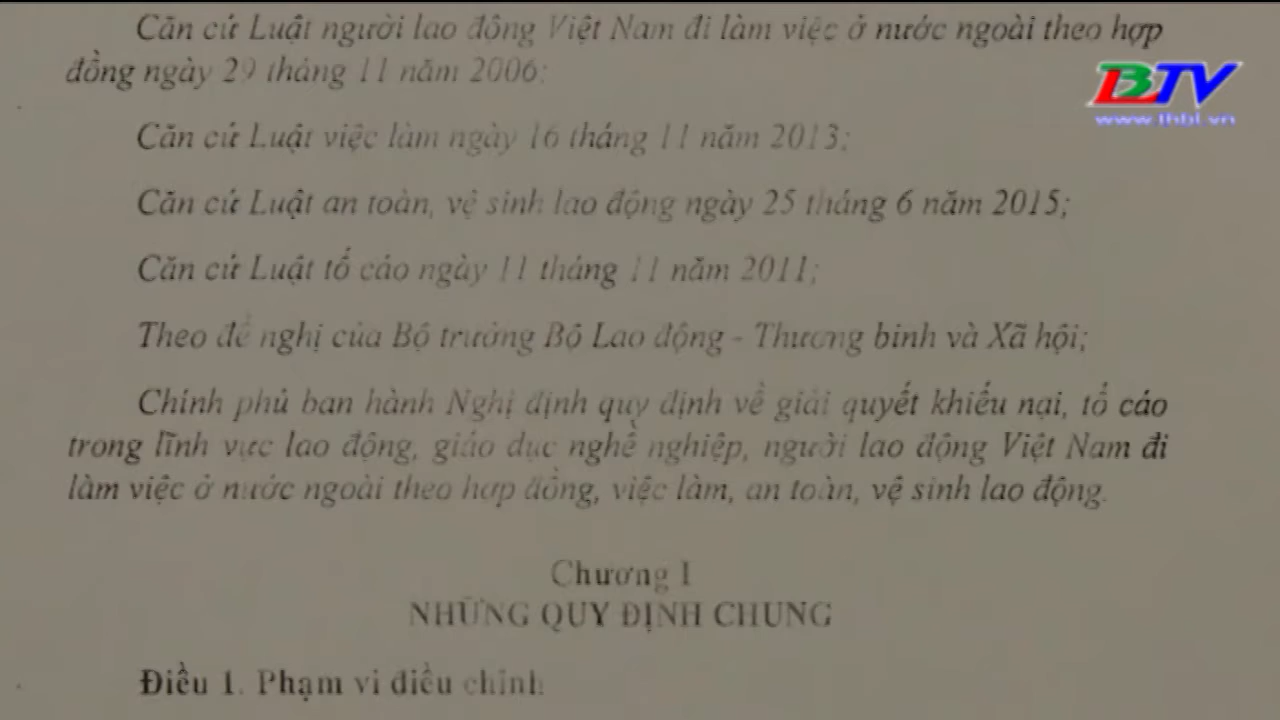 Căn cứ Luật người lao động Việt Nam đi làm việc ở nước ngoài theo hợp
đồng ngày 29 tháng 11 năm 2006;
BTV
www.thbt.vn
Căn cứ Luật việc làm ngày 16 tháng 11 năm 2013;
Căn cứ Luật an toàn, vệ sinh lao động ngày 25 tháng 6 năm 2015;
Căn cứ Luật tố cáo ngày 11 tháng 11 năm 2011;
Theo đề nghị của Bộ trưởng Bộ Lao động - Thương binh và Xã hội;
Chính phủ ban hành Nghị định quy định về giải quyết khiếu nại, tố cáo
trong lĩnh vực lao động, giáo dục nghề nghiệp, người lao động Việt Nam đi
làm việc ở nước ngoài theo hợp đồng, việc làm, an toàn, vệ sinh lao động.
Chương I
NHỮNG QUY ĐỊNH CHUNG
Điều 1. Phạm vi điều chỉnh